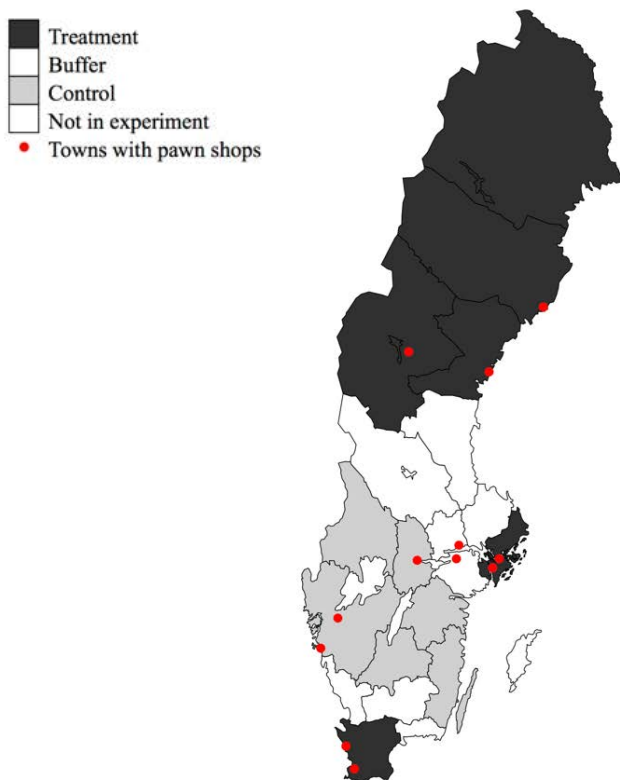 Treatment
Buffer
Control
Not in experiment
Towns with pawn shops